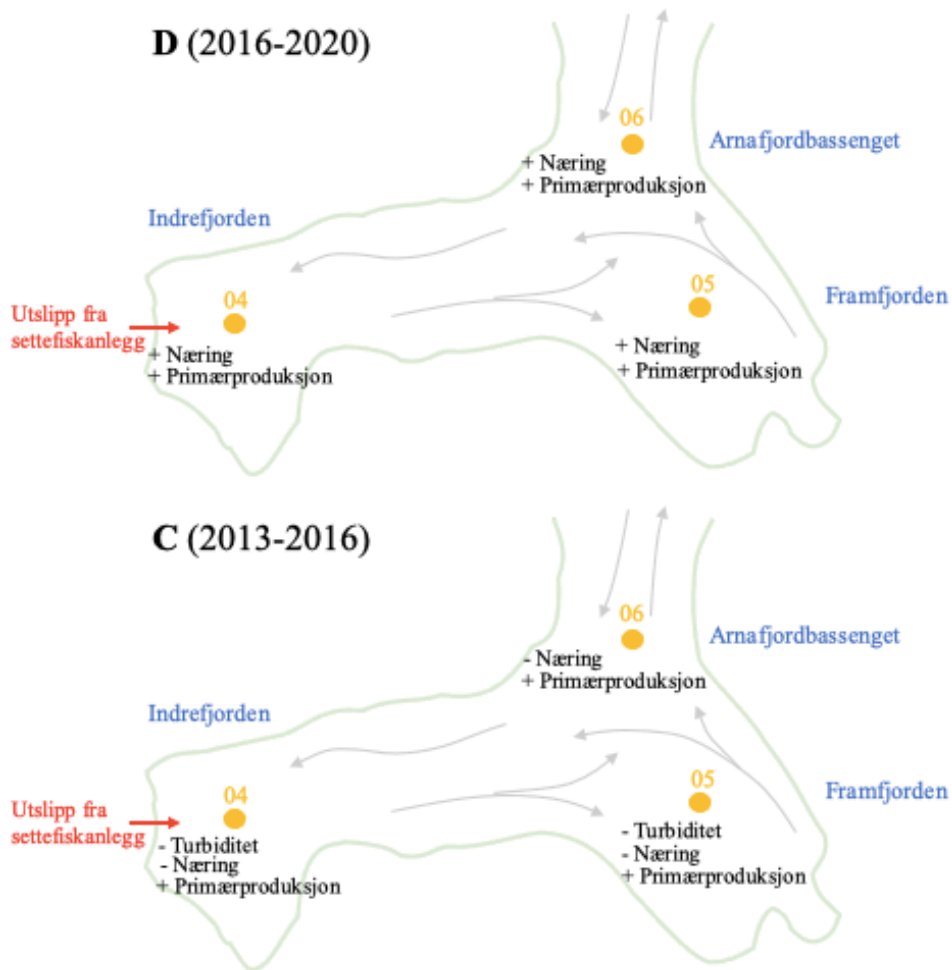 D (2016-2020)
06
Arnafjordbassenget
+ Næring
+ Primærproduksjon
Indrefjorden
04
05
Framfjorden
Utslipp fra
settefiskanlegg
+ Næring
+ Primærproduksjon
+ Næring
+ Primærproduksjon
C (2013-2016)
06
Arnafjordbassenget
- Næring
+ Primærproduksjon
Indrefjorden
04
05
Framfjorden
Utslipp fra
settefiskanlegg
- Turbiditet
- Næring
+ Primærproduksjon
- Turbiditet
- Næring
+ Primærproduksjon